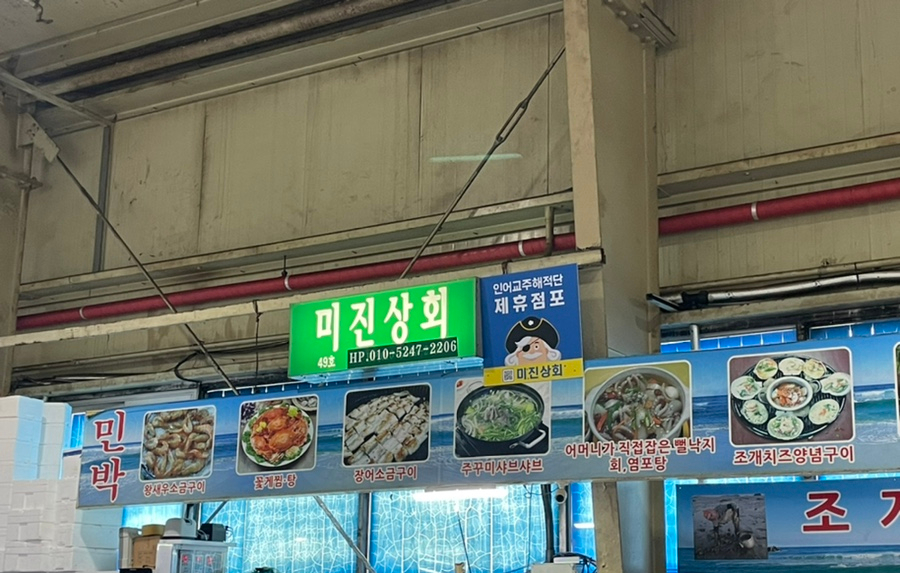 미진상회
49호 HP.010-5247-2206
인어교주해적단
제휴점포
미진상회
민박
왕새우소금구이
꽃게찜,탕
장어소금구이
주꾸미샤브샤브
어머니가 직접잡은 뻘낙지
회,연포탕
조개치즈양념구이
조